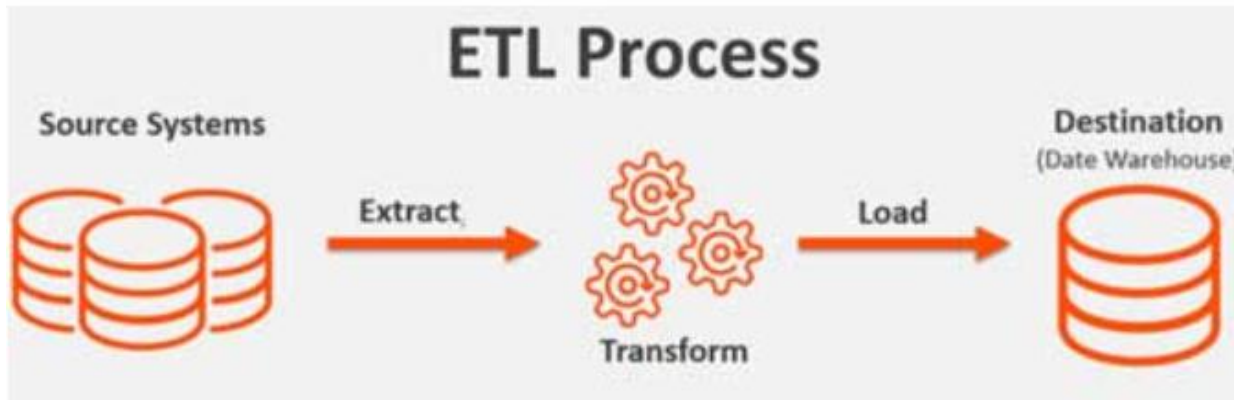 ETL Process
Source Systems
Extract
Transform
Load
Destination
(Date Warehouse)